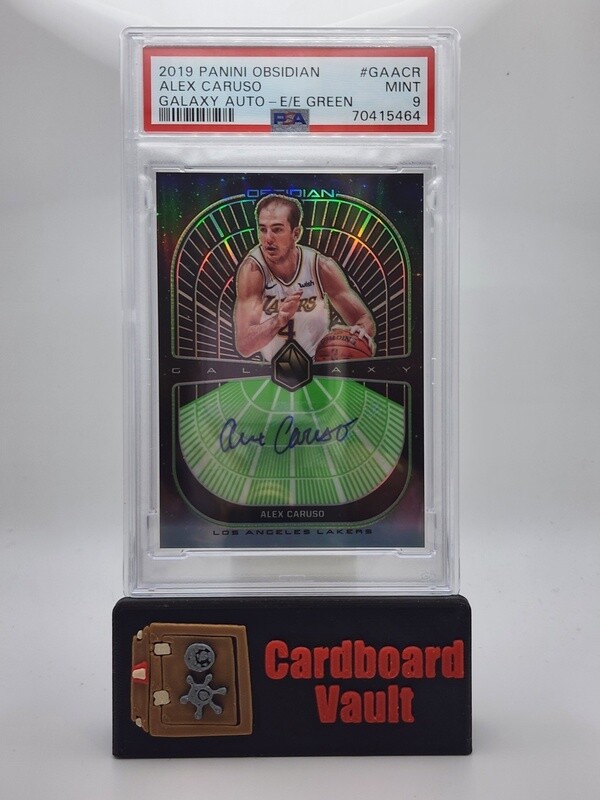 2019 PANINI OBSIDIAN #GAACR
ALEX CARUSO MINT
GALAXY AUTO - E/E GREEN 9
PSA 70415464
OBSIDIAN
wish
LAKERS
4
GALAXY
Alex Caruso
ALEX CARUSO
LOS ANGELES LAKERS
Cardboard
Vault